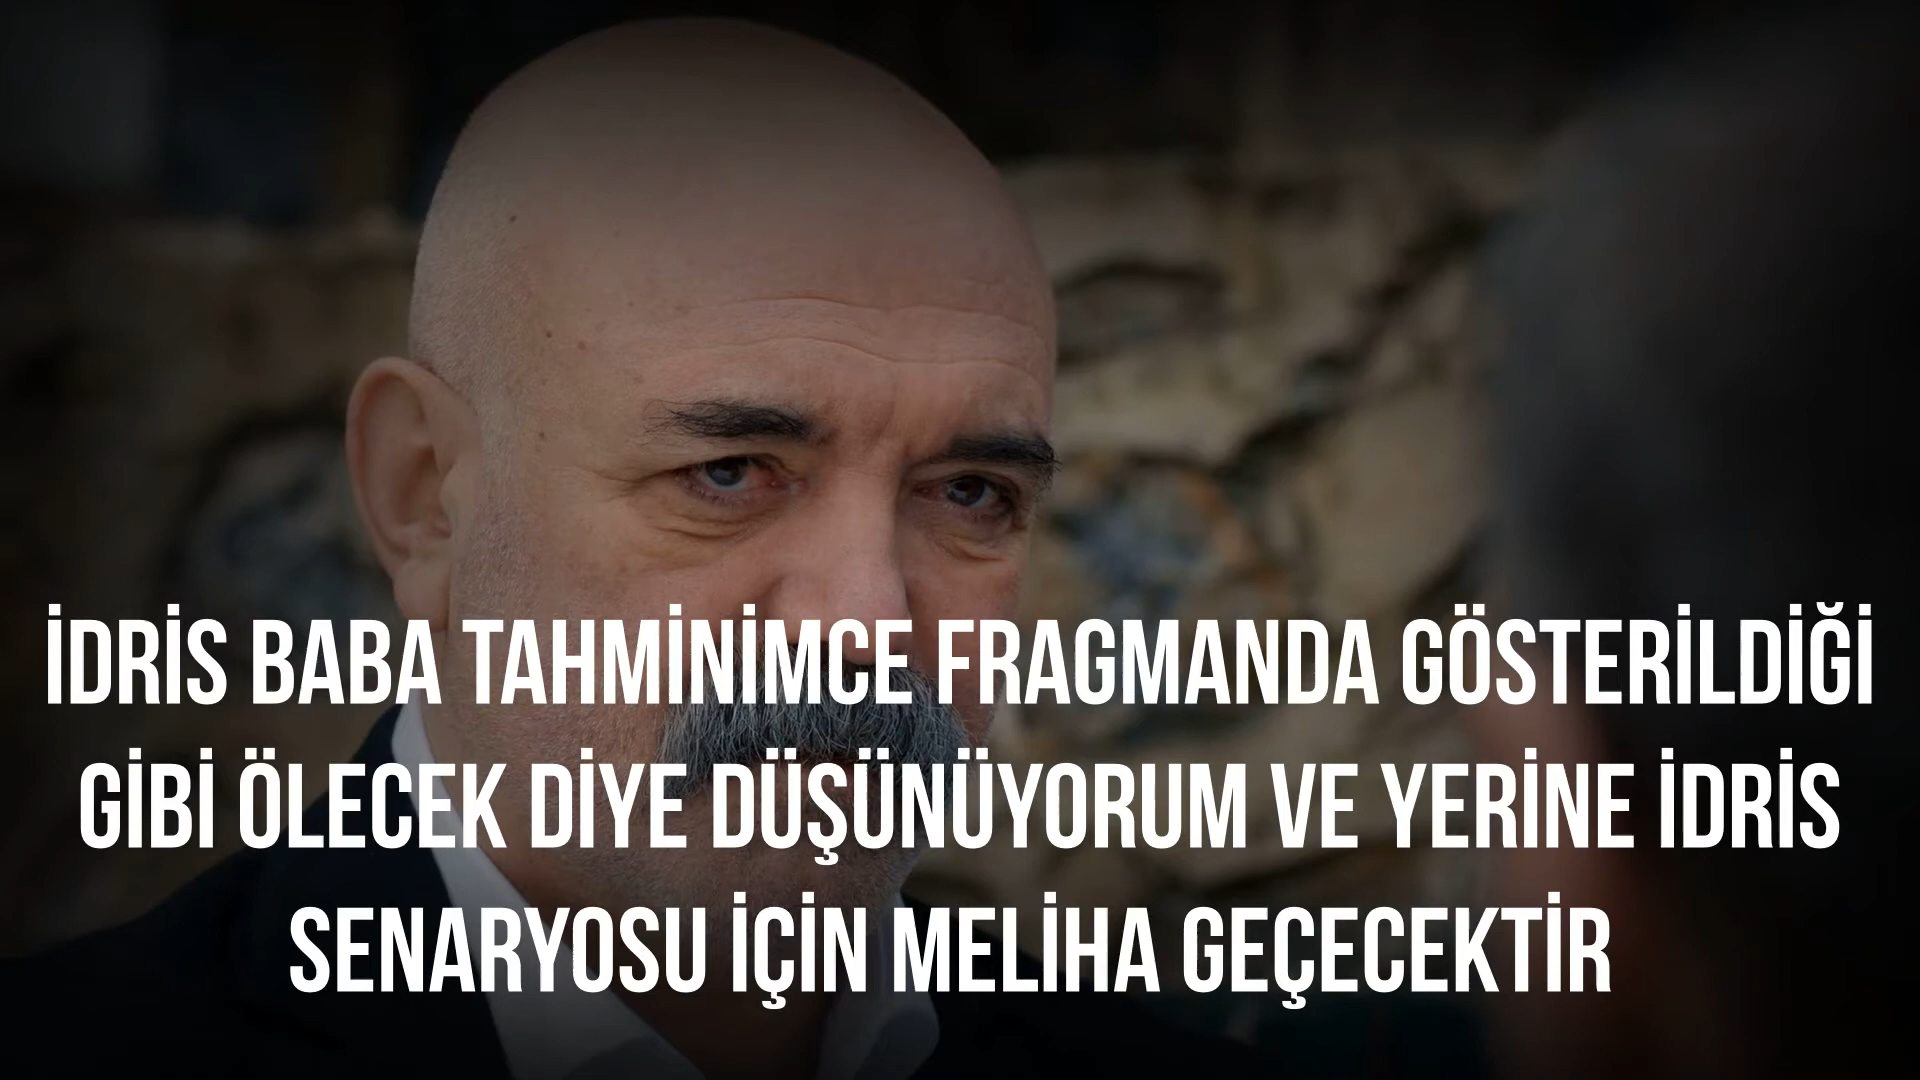 İDRİS BABA TAHMİNİMCE FRAGMANDA GÖSTERİLDİĞİ
GİBİ ÖLECEK DİYE DÜŞÜNÜYORUM VE YERİNE İDRİS
SENARYOSU İÇİN MELİHA GEÇECEKTİR